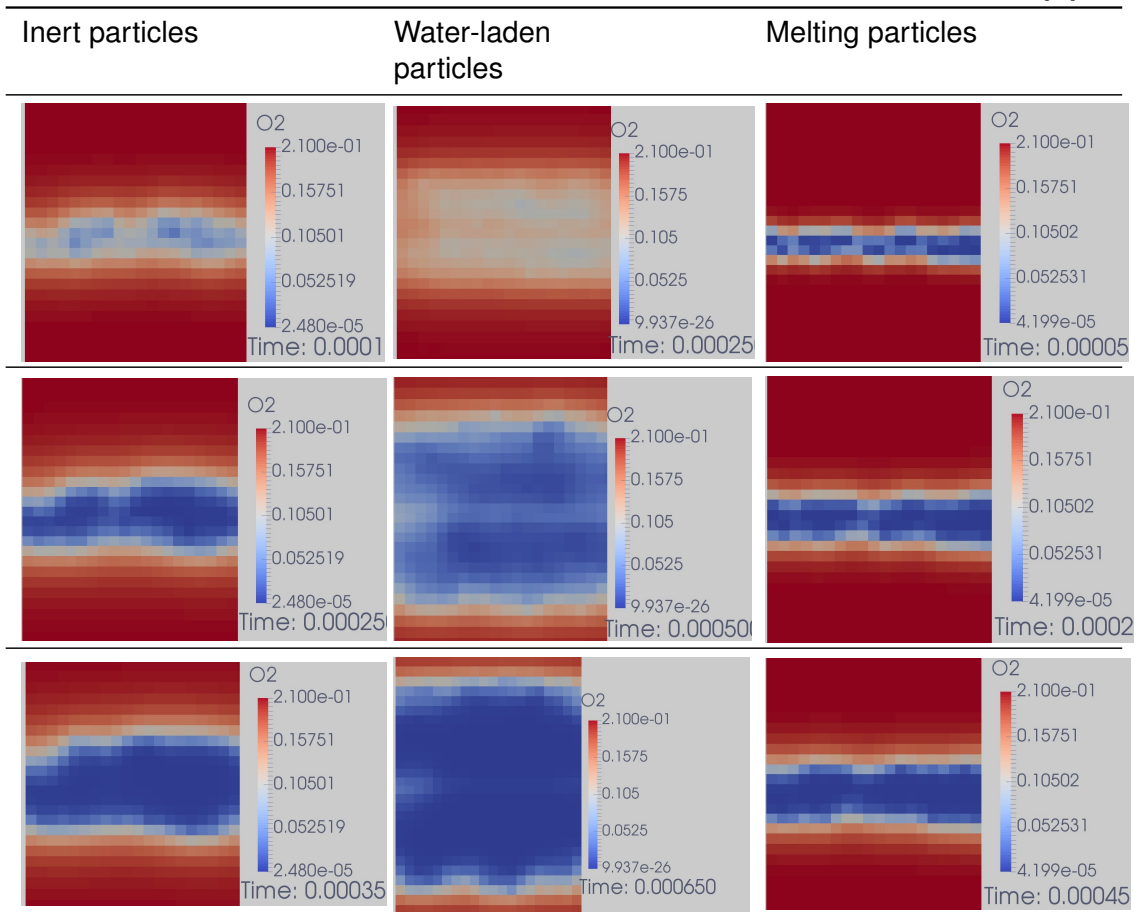 Inert particles
Water-laden
particles
Melting particles
O2
2.100e-01
0.15751
0.10501
0.052519
2.480e-05
Time: 0.0001
O2
2.100e-01
0.1575
0.105
0.0525
9.937e-26
Time: 0.00025
O2
2.100e-01
0.15751
0.10502
0.052531
4.199e-05
Time: 0.00005
O2
2.100e-01
0.15751
0.10501
0.052519
2.480e-05
Time: 0.00025
O2
2.100e-01
0.1575
0.105
0.0525
9.937e-26
Time: 0.00050
O2
2.100e-01
0.15751
0.10502
0.052531
4.199e-05
Time: 0.0002
O2
2.100e-01
0.15751
0.10501
0.052519
2.480e-05
Time: 0.00035
O2
2.100e-01
0.1575
0.105
0.0525
9.937e-26
Time: 0.000650
O2
2.100e-01
0.15751
0.10502
0.052531
4.199e-05
Time: 0.00045